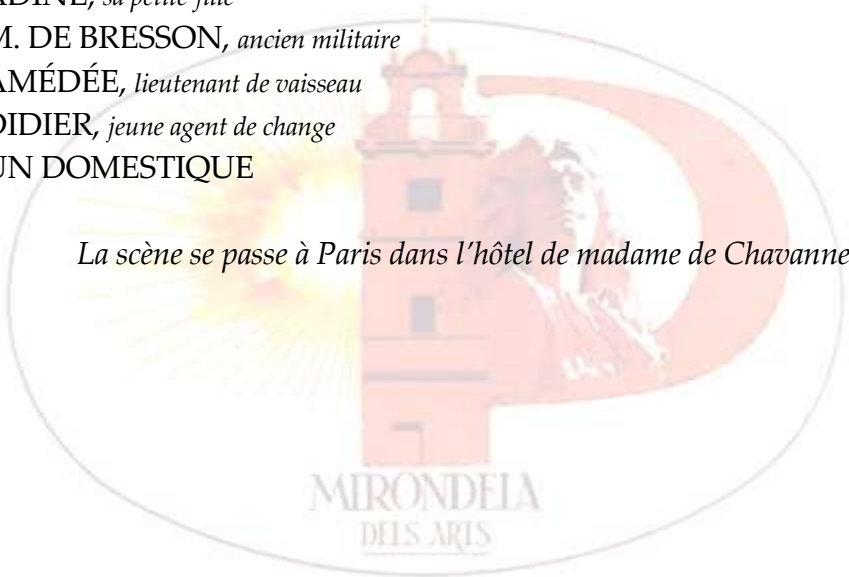 ADINE, sa petite-fille
M. DE BRESSON, ancien militaire
AMÉDÉE, lieutenant de vaisseau
DIDIER, jeune agent de change
UN DOMESTIQUE
La scène se passe à Paris dans l’hôtel de madame de Chavanne
MIRONDELA
DELS ARTS